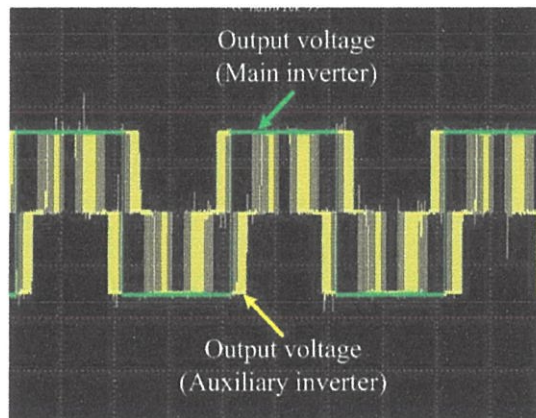 Output voltage
(Main inverter)
Output voltage
(Auxiliary inverter)